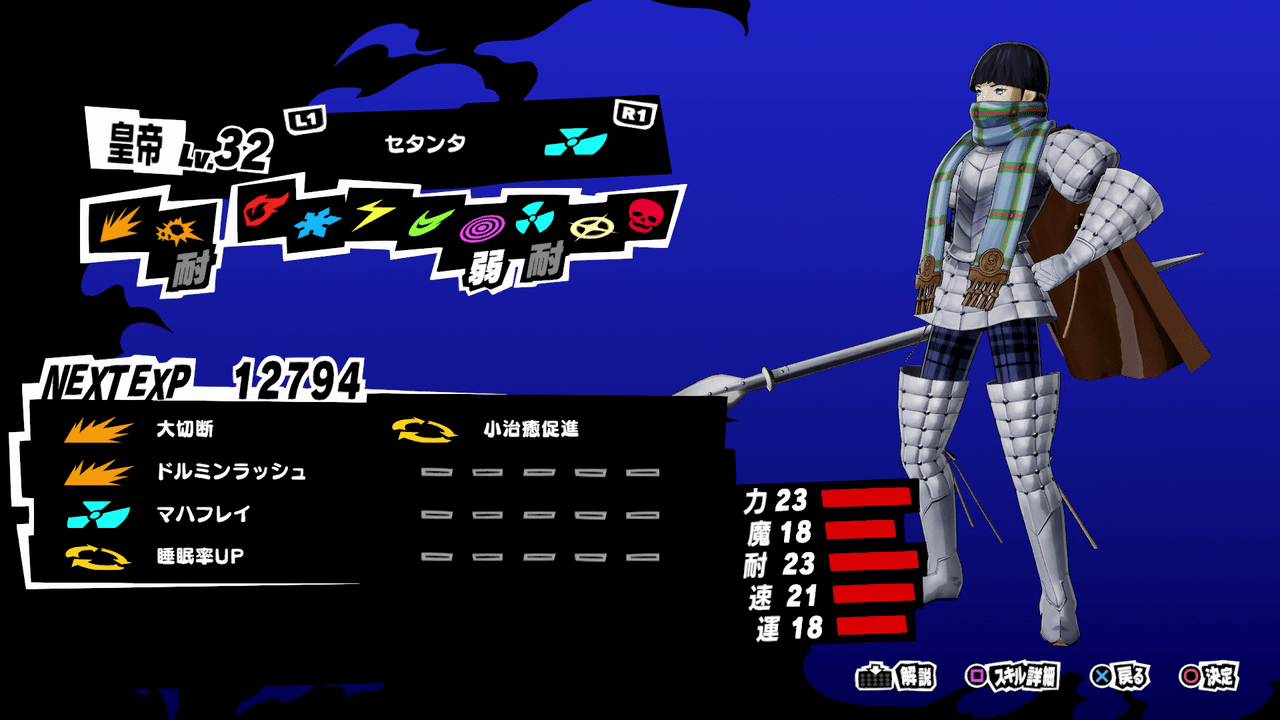 皇帝 Lv.32 L1 セタンタ R1
耐 弱 耐
NEXT EXP 12794
大切断 小治癒促進
ドルミンラッシュ
マハフレイ
睡眠率UP
力 23
魔 18
耐 23
速 21
運 18
解説 スキル詳細 戻る 決定